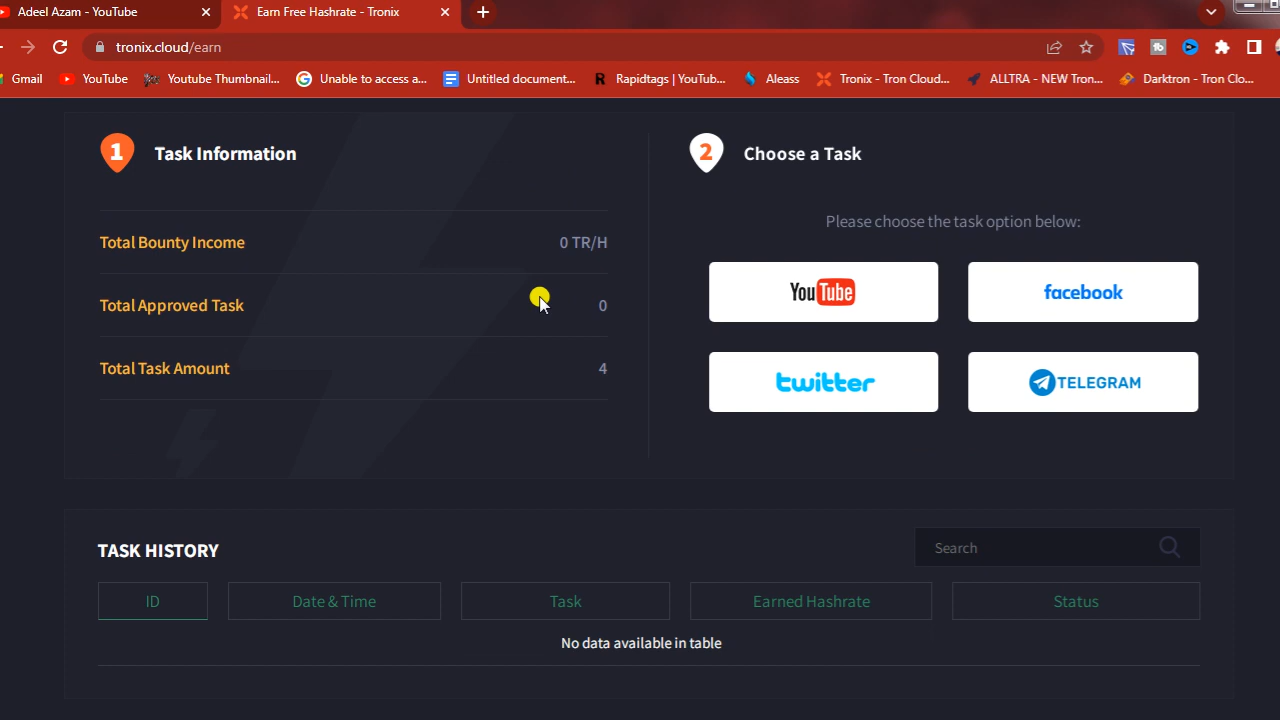 Adeel Azam - YouTube
Earn Free Hashrate - Tronix
tronix.cloud/earn
Gmail
YouTube
Youtube Thumbnail...
Unable to access a...
Untitled document...
R Rapidtags | YouTub...
Aleass
Tronix - Tron Cloud...
ALLTRA - NEW Tron...
Darktron - Tron Clo...
1 Task Information
2 Choose a Task
Please choose the task option below:
Total Bounty Income 0 TR/H
Total Approved Task 0
Total Task Amount 4
YouTube
facebook
twitter
TELEGRAM
TASK HISTORY
Search
ID Date & Time Task Earned Hashrate Status
No data available in table